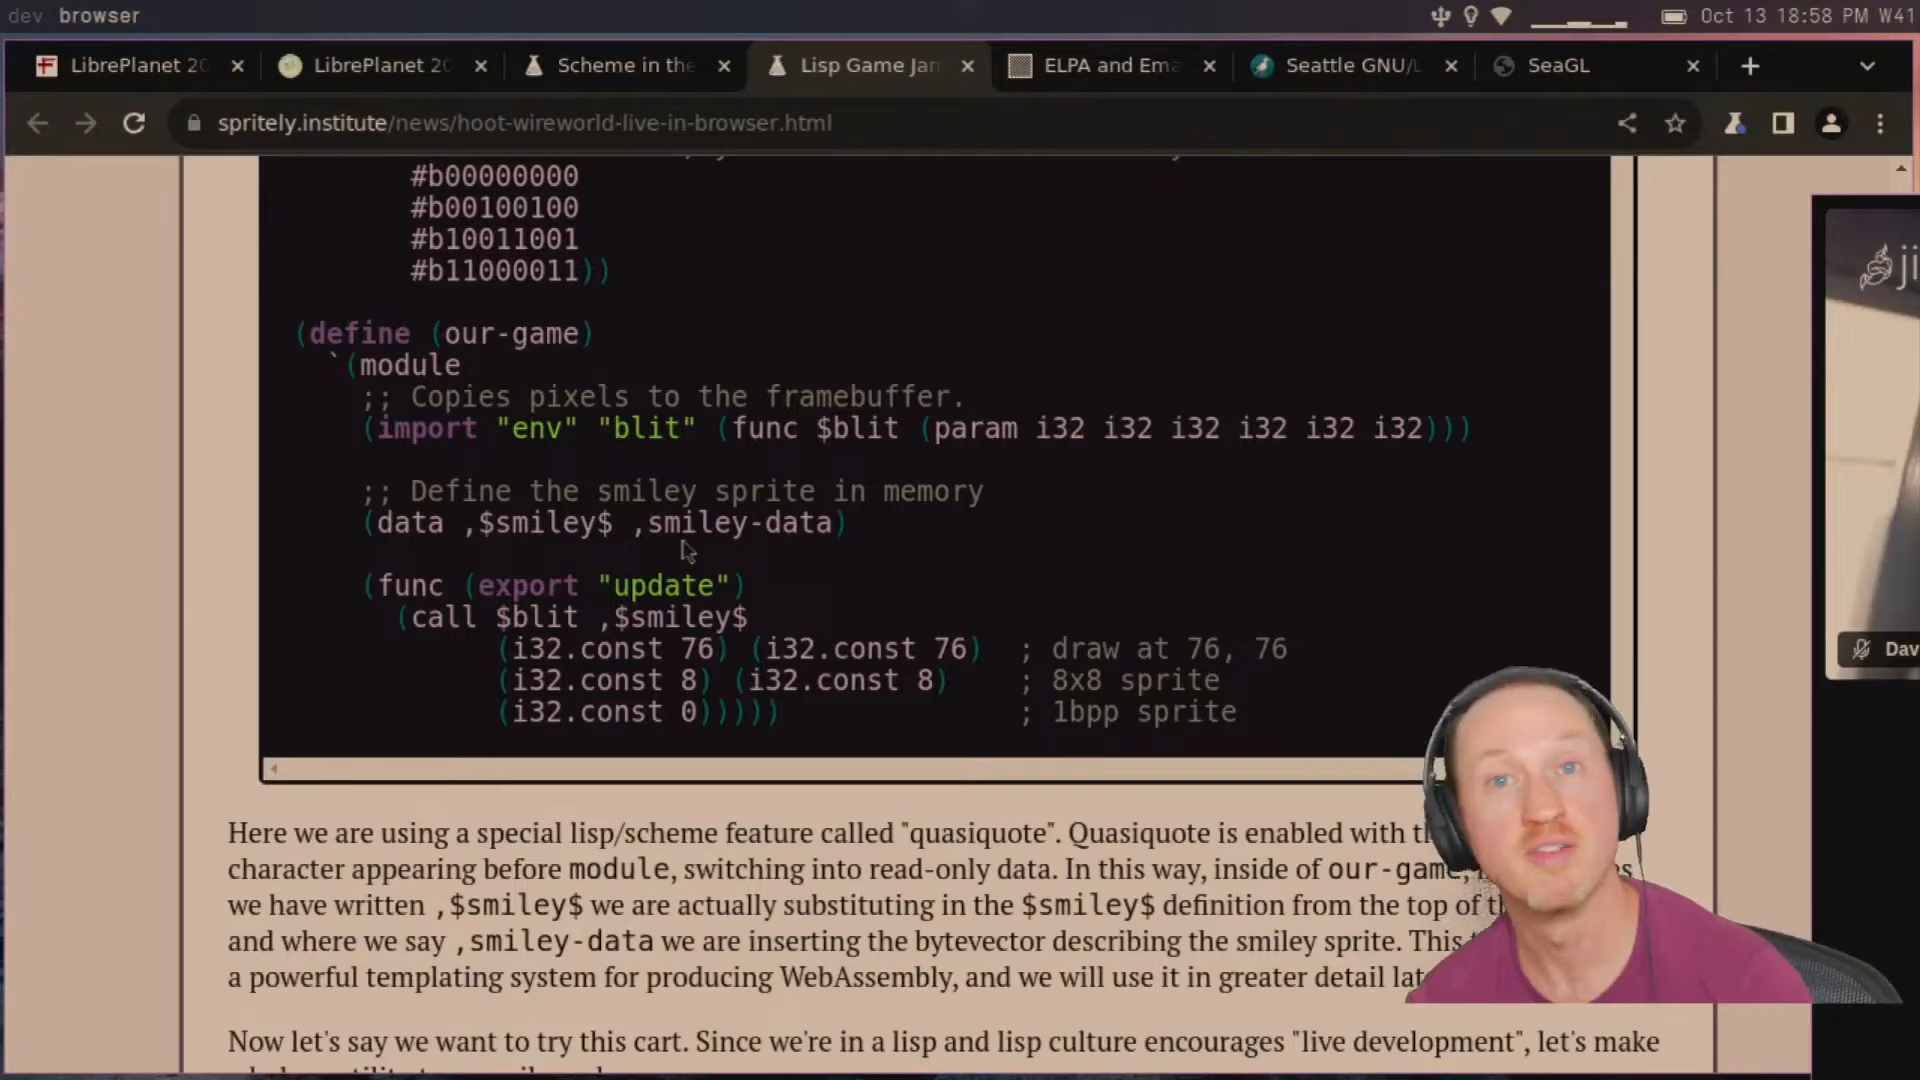 dev browser
Oct 13 18:58 PM W41
LibrePlanet 20
LibrePlanet 20
Scheme in the
Lisp Game Jam
ELPA and Ema
Seattle GNU/L
SeaGL
spritely.institute/news/hoot-wireworld-live-in-browser.html
#b00000000
#b00100100
#b10011001
#b11000011))
(define (our-game)
`(module
;; Copies pixels to the framebuffer.
(import "env" "blit" (func $blit (param i32 i32 i32 i32 i32 i32)))
;; Define the smiley sprite in memory
(data ,$smiley$ ,smiley-data)
(func (export "update")
(call $blit ,$smiley$
(i32.const 76) (i32.const 76) ; draw at 76, 76
(i32.const 8) (i32.const 8) ; 8x8 sprite
(i32.const 0))))) ; 1bpp sprite
ji
Dav
Here we are using a special lisp/scheme feature called "quasiquote". Quasiquote is enabled with
character appearing before module, switching into read-only data. In this way, inside of our-game,
we have written ,$smiley$ we are actually substituting in the $smiley$ definition from the top of
and where we say ,smiley-data we are inserting the bytevector describing the smiley sprite. This
a powerful templating system for producing WebAssembly, and we will use it in greater detail
Now let's say we want to try this cart. Since we're in a lisp and lisp culture encourages "live development", let's make